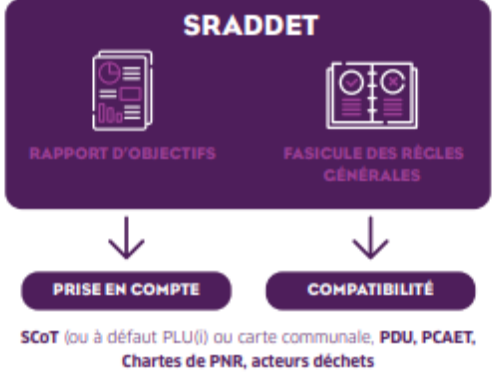 SRADDET
RAPPORT D'OBJECTIFS
FASICULE DES RÈGLES
GÉNÉRALES
PRISE EN COMPTE
COMPATIBILITÉ
SCoT (ou à défaut PLU(i) ou carte communale, PDU, PCAET,
Chartes de PNR, acteurs déchets